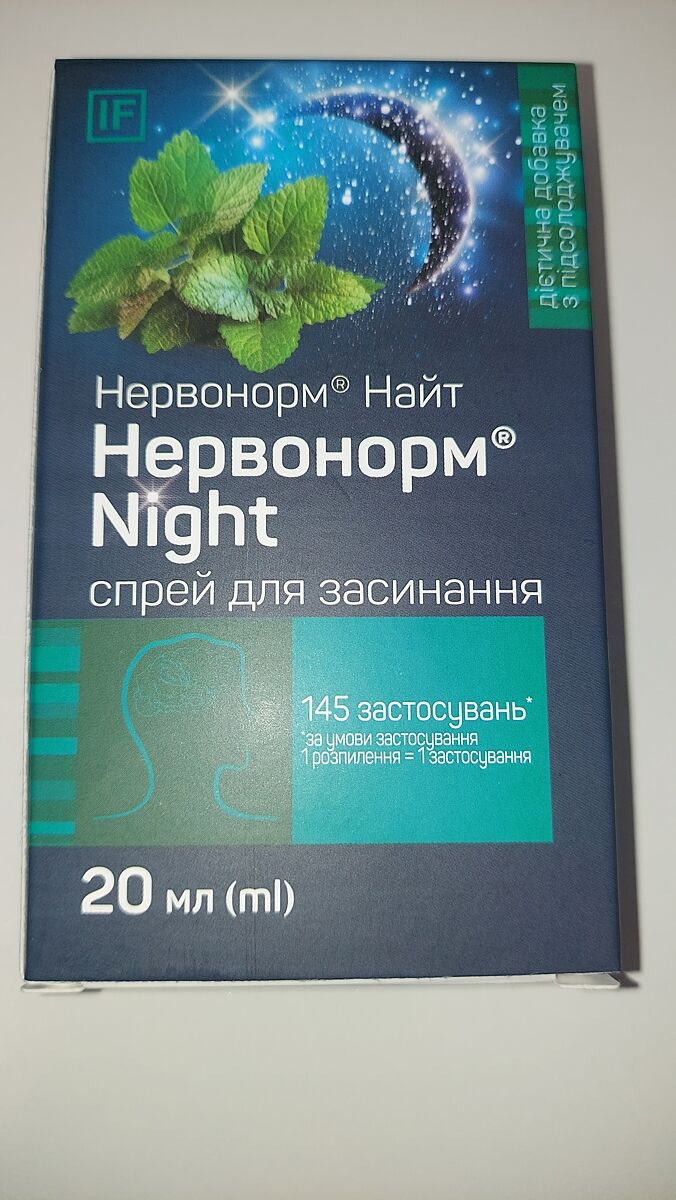 IF
дієтична добавка
з підсолоджувачем
Нервонорм® Найт
Нервонорм®
Night
спрей для засинання
145 застосувань*
*за умови застосування
1 розпилення = 1 застосування
20 мл (ml)